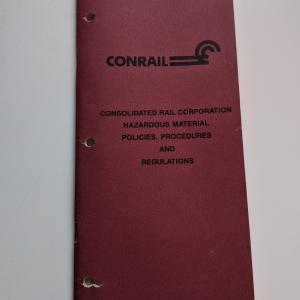 CONRAIL
CONSOLIDATED RAIL CORPORATION
HAZARDOUS MATERIAL
POLICIES, PROCEDURES
AND
REGULATIONS